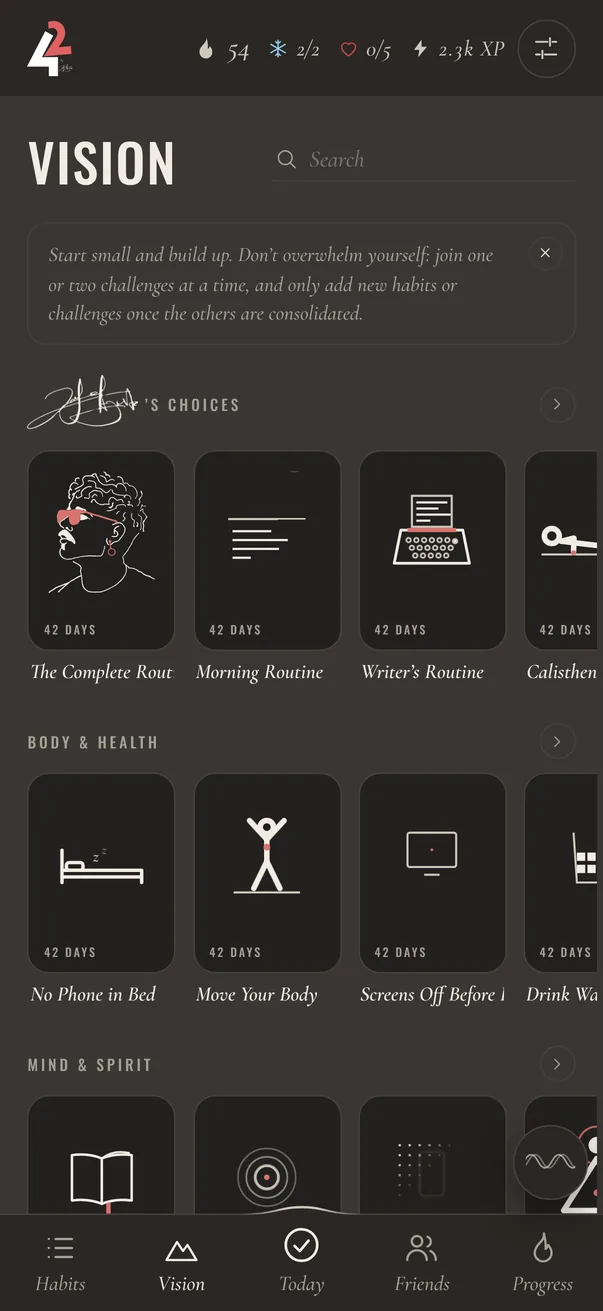 42
54 2/2 0/5 2.3k XP
VISION
Search
Start small and build up. Don’t overwhelm yourself: join one
or two challenges at a time, and only add new habits or
challenges once the others are consolidated.
’S CHOICES
42 DAYS 42 DAYS 42 DAYS 42 DAYS
The Complete Rout Morning Routine Writer’s Routine Calisthen
BODY & HEALTH
z z
42 DAYS 42 DAYS 42 DAYS 42 DAYS
No Phone in Bed Move Your Body Screens Off Before Drink Wa
MIND & SPIRIT
Habits Vision Today Friends Progress